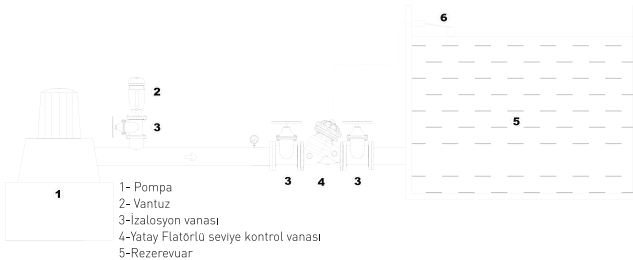 6
2
3
5
1
3
4
3
1- Pompa
2- Vantuz
3-İzalosyon vanası
4-Yatay Flatörlü seviye kontrol vanası
5-Rezerevuar